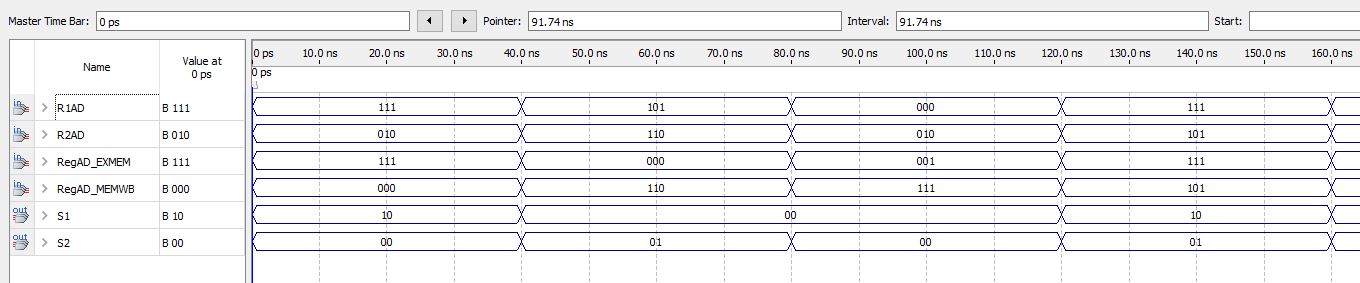 Master Time Bar: 0 ps Pointer: 91.74 ns Interval: 91.74 ns Start:
Name Value at 0 ps 0 ps 10.0 ns 20.0 ns 30.0 ns 40.0 ns 50.0 ns 60.0 ns 70.0 ns 80.0 ns 90.0 ns 100.0 ns 110.0 ns 120.0 ns 130.0 ns 140.0 ns 150.0 ns 160.0 ns
0 ps
in R1AD B 111 111 101 000 111
in R2AD B 010 010 110 010 101
in RegAD_EXMEM B 111 111 000 001 111
in RegAD_MEMWB B 000 000 110 111 101
out S1 B 10 10 00 10
out S2 B 00 00 01 00 01